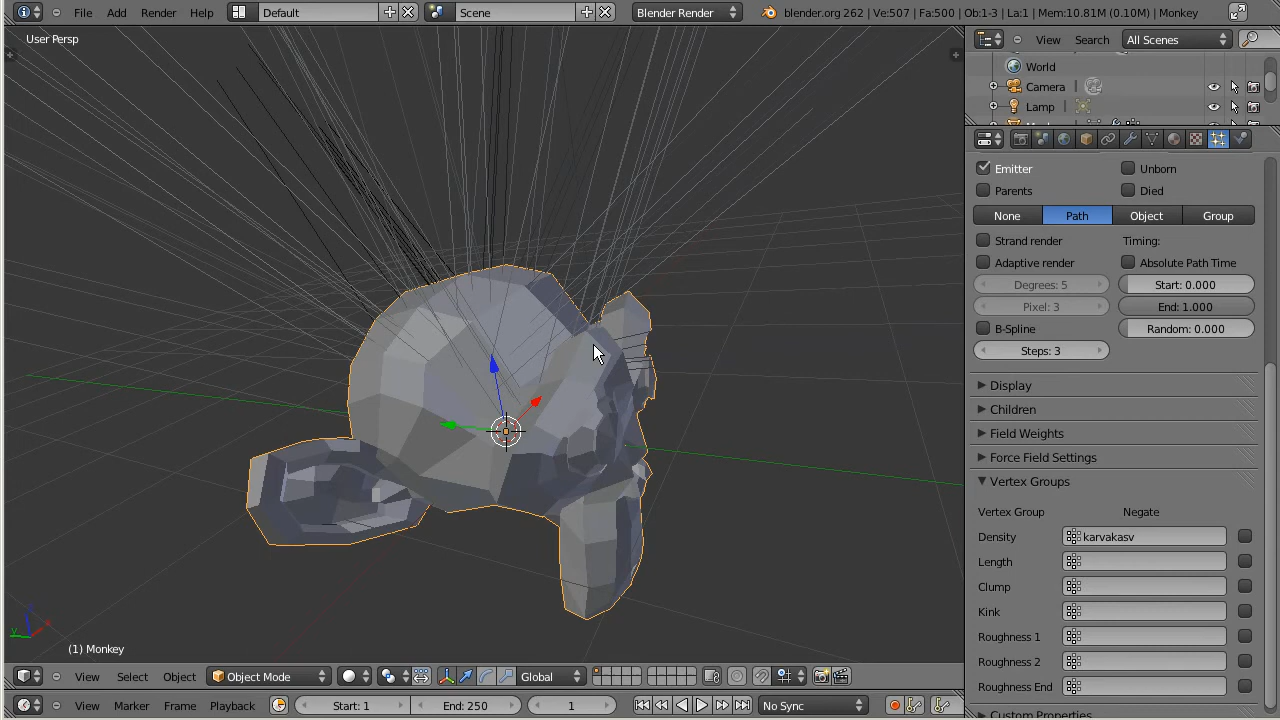 File Add Render Help Default Scene Blender Render blender.org 262 | Ve:507 | Fa:500 | Ob:1-3 | La:1 | Mem:10.81M (0.10M) | Monkey
User Persp
View Search All Scenes
World
Camera
Lamp
Emitter Unborn
Parents Died
None Path Object Group
Strand render Timing:
Adaptive render Absolute Path Time
Degrees: 5 Start: 0.000
Pixel: 3 End: 1.000
B-Spline Random: 0.000
Steps: 3
Display
Children
Field Weights
Force Field Settings
Vertex Groups
Vertex Group Negate
Density karvakasv
Length
Clump
Kink
Roughness 1
Roughness 2
Roughness End
Custom Properties
(1) Monkey
View Select Object Object Mode Global
View Marker Frame Playback Start: 1 End: 250 1 No Sync